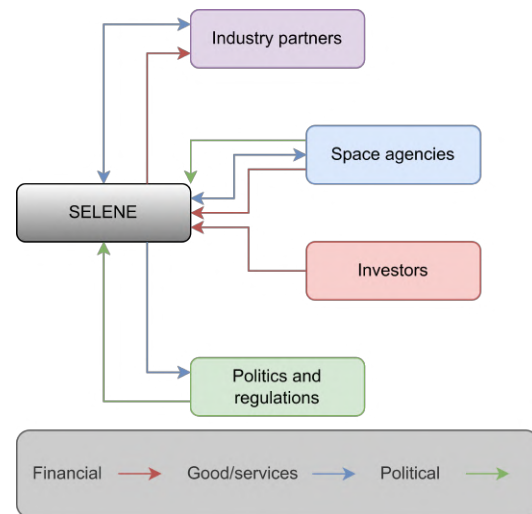 Industry partners
Space agencies
SELENE
Investors
Politics and
regulations
Financial Good/services Political